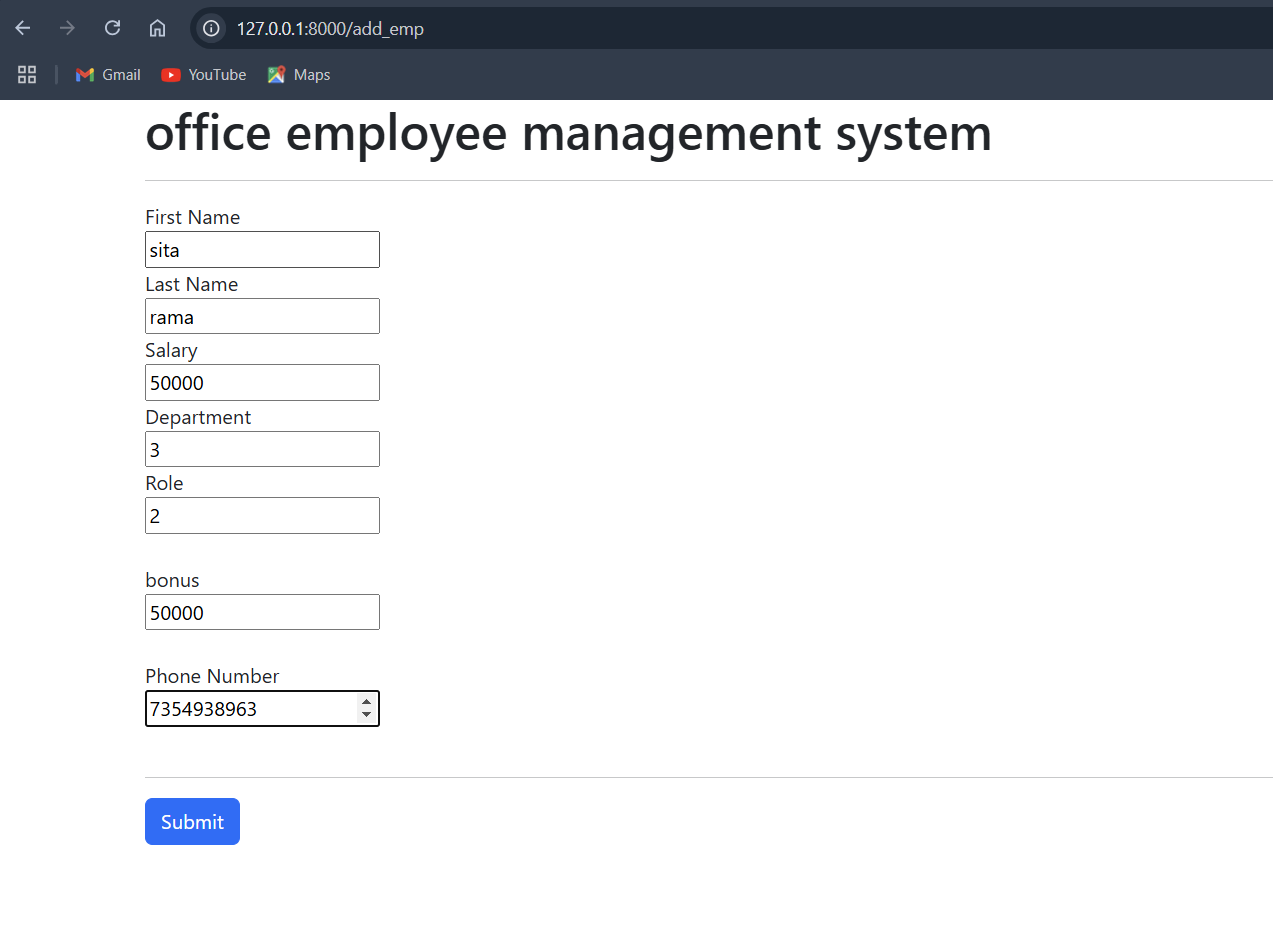 127.0.0.1:8000/add_emp
Gmail YouTube Maps
office employee management system
First Name
sita
Last Name
rama
Salary
50000
Department
3
Role
2
bonus
50000
Phone Number
7354938963
Submit